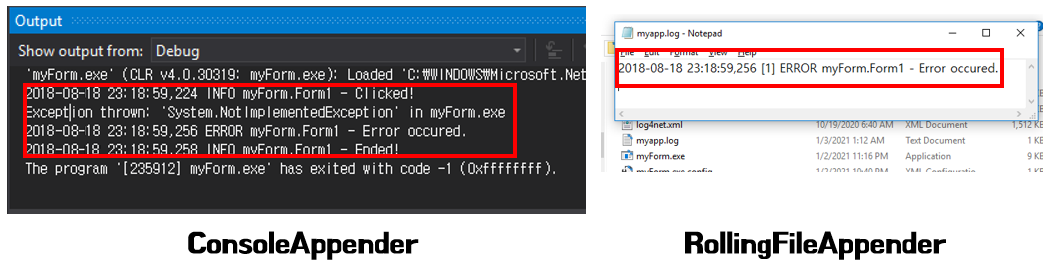 Output
Show output from: Debug
'myForm.exe' (CLR v4.0.30319: myForm.exe): Loaded 'C:₩WINDOWS₩Microsoft.Net
2018-08-18 23:18:59,224 INFO myForm.Form1 - Clicked!
Exception thrown: 'System.NotImplementedException' in myForm.exe
2018-08-18 23:18:59,256 ERROR myForm.Form1 - Error occured.
2018-08-18 23:18:59,258 INFO myForm.Form1 - Ended!
The program '[235912] myForm.exe' has exited with code -1 (0xffffffff).
ConsoleAppender
myapp.log - Notepad
File Edit Format View Help
2018-08-18 23:18:59,256 [1] ERROR myForm.Form1 - Error occured.
log4net.xml 10/19/2020 6:40 AM XML Document 1,512 K
myapp.log 1/3/2021 1:12 AM Text Document 1 K
myForm.exe 1/2/2021 11:16 PM Application 9 K
myForm.exe.config 1/2/2021 10:40 PM XML Configuratio
RollingFileAppender